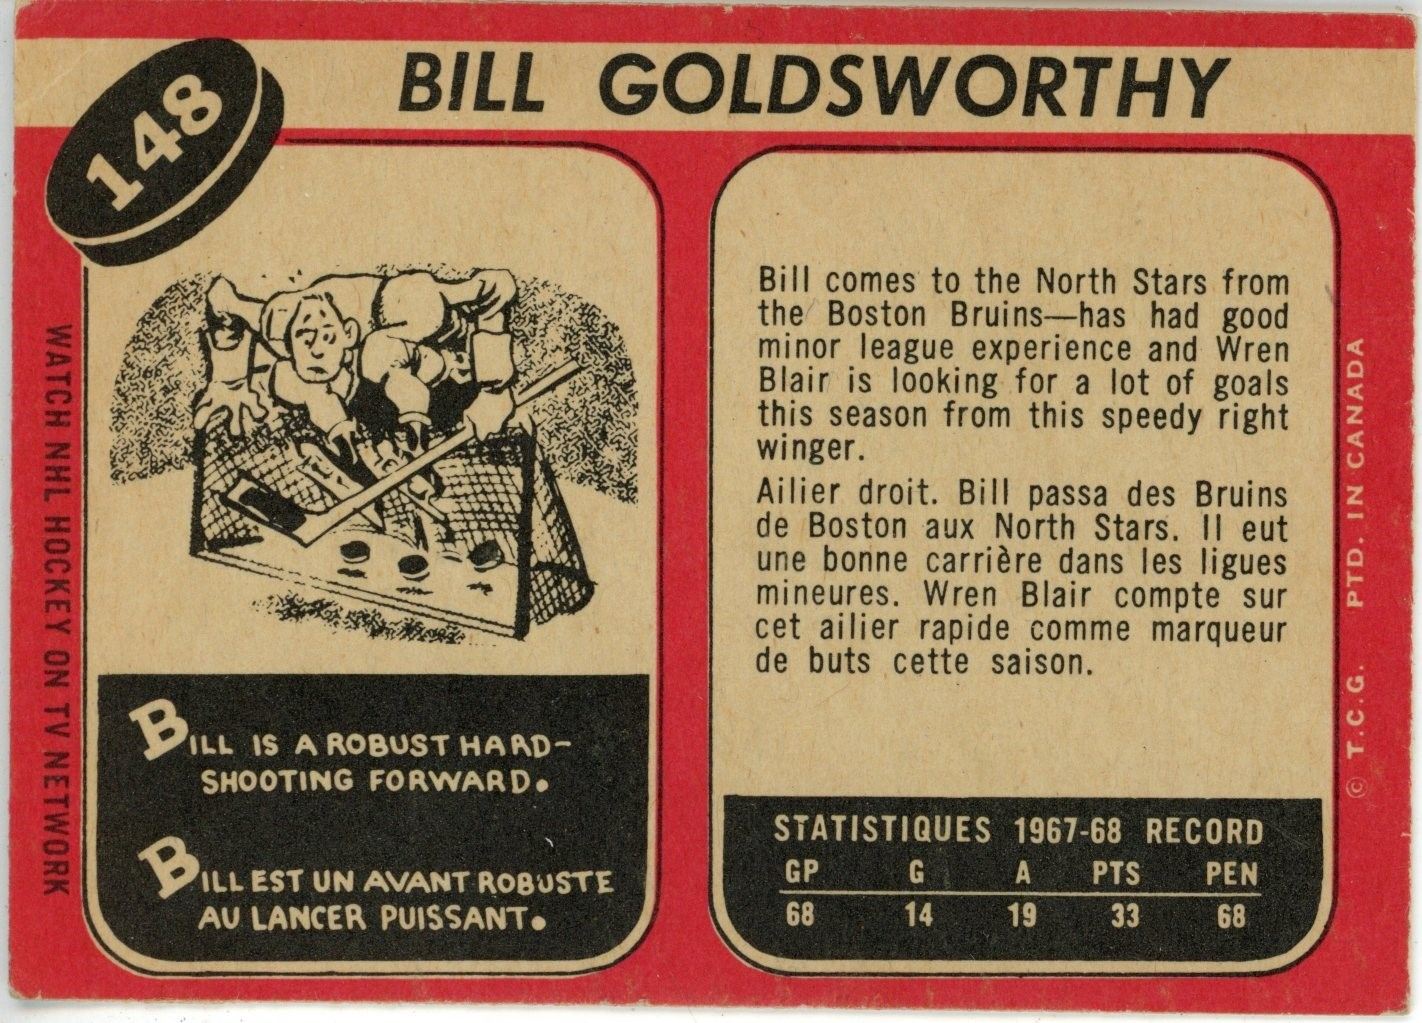 148
BILL GOLDSWORTHY
WATCH NHL HOCKEY ON TV NETWORK
BILL IS A ROBUST HARD-
SHOOTING FORWARD.
BILL EST UN AVANT ROBUSTE
AU LANCER PUISSANT.
Bill comes to the North Stars from
the Boston Bruins—has had good
minor league experience and Wren
Blair is looking for a lot of goals
this season from this speedy right
winger.
Ailier droit. Bill passa des Bruins
de Boston aux North Stars. Il eut
une bonne carrière dans les ligues
mineures. Wren Blair compte sur
cet ailier rapide comme marqueur
de buts cette saison.
STATISTIQUES 1967-68 RECORD
GP G A PTS PEN
68 14 19 33 68
© T.C.G. PTD. IN CANADA